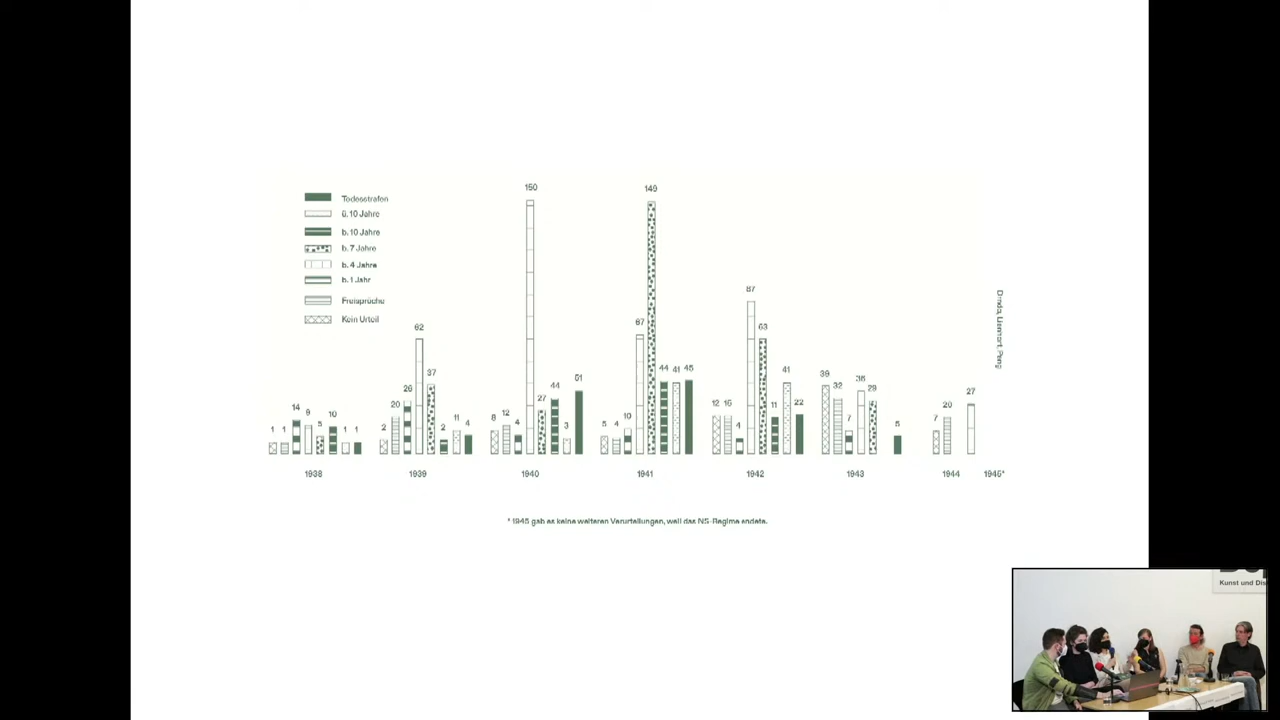 Todesstrafen
ü. 10 Jahre
b. 10 Jahre
b. 7 Jahre
b. 4 Jahre
b. 1 Jahr
Freisprüche
Kein Urteil
1 1 14 9 5 10 1 1
2 20 26 62 37 2 11 4
8 12 4 150 27 44 3 51
5 4 10 67 149 44 41 45
12 15 4 87 63 11 41 22
39 32 7 36 29 5
7 20 27
1938 1939 1940 1941 1942 1943 1944 1945*
* 1945 gab es keine weiteren Verurteilungen, weil das NS-Regime endete.
Kunst und Dis